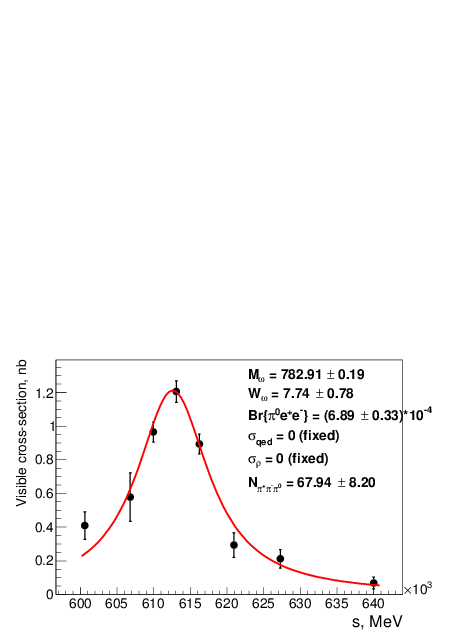 Visible cross-section, nb
M_ω = 782.91 ± 0.19
W_ω = 7.74 ± 0.78
Br{π⁰e⁺e⁻} = (6.89 ± 0.33)*10⁻⁴
σ_qed = 0 (fixed)
σ_ρ = 0 (fixed)
N_π⁺π⁻π⁰ = 67.94 ± 8.20
1.2
1
0.8
0.6
0.4
0.2
0
600 605 610 615 620 625 630 635 640 ×10³
s, MeV